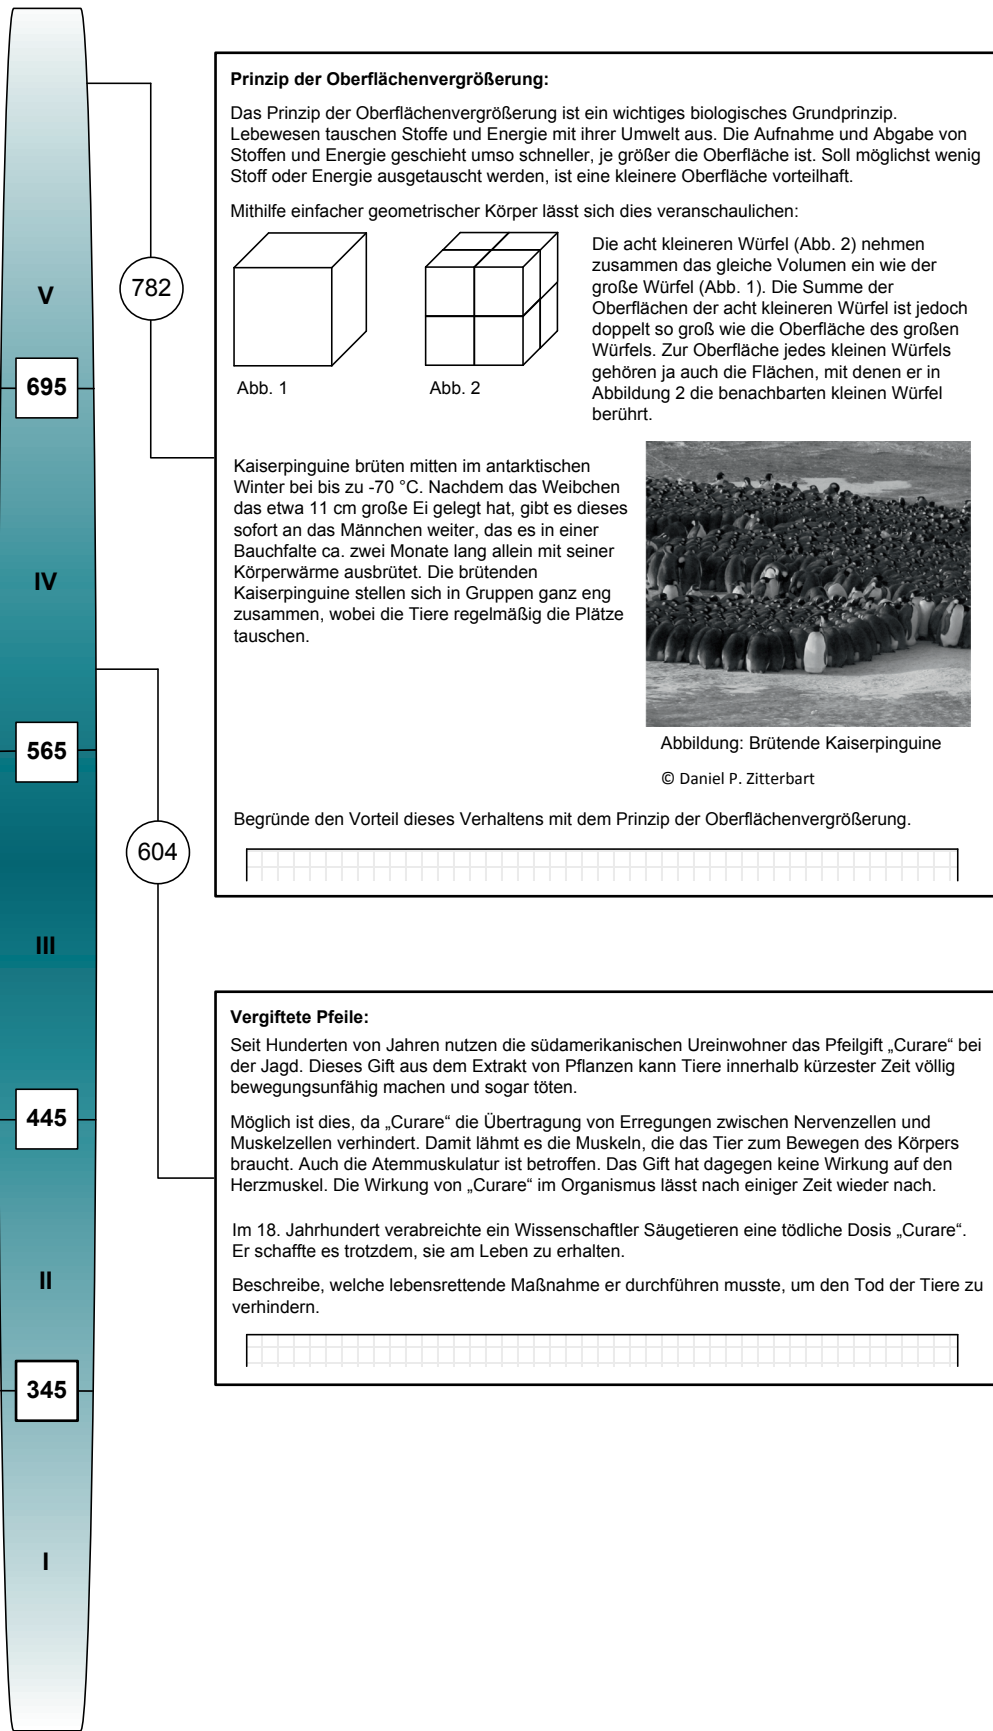 Prinzip der Oberflächenvergrößerung:
Das Prinzip der Oberflächenvergrößerung ist ein wichtiges biologisches Grundprinzip.
Lebewesen tauschen Stoffe und Energie mit ihrer Umwelt aus. Die Aufnahme und Abgabe von
Stoffen und Energie geschieht umso schneller, je größer die Oberfläche ist. Soll möglichst wenig
Stoff oder Energie ausgetauscht werden, ist eine kleinere Oberfläche vorteilhaft.
Mithilfe einfacher geometrischer Körper lässt sich dies veranschaulichen:
Die acht kleineren Würfel (Abb. 2) nehmen
zusammen das gleiche Volumen ein wie der
große Würfel (Abb. 1). Die Summe der
Oberflächen der acht kleineren Würfel ist jedoch
doppelt so groß wie die Oberfläche des großen
Würfels. Zur Oberfläche jedes kleinen Würfels
gehören ja auch die Flächen, mit denen er in
Abbildung 2 die benachbarten kleinen Würfel
berührt.
Abb. 1
Abb. 2
Kaiserpinguine brüten mitten im antarktischen
Winter bei bis zu -70 °C. Nachdem das Weibchen
das etwa 11 cm große Ei gelegt hat, gibt es dieses
sofort an das Männchen weiter, das es in einer
Bauchfalte ca. zwei Monate lang allein mit seiner
Körperwärme ausbrütet. Die brütenden
Kaiserpinguine stellen sich in Gruppen ganz eng
zusammen, wobei die Tiere regelmäßig die Plätze
tauschen.
Abbildung: Brütende Kaiserpinguine
© Daniel P. Zitterbart
Begründe den Vorteil dieses Verhaltens mit dem Prinzip der Oberflächenvergrößerung.
Vergiftete Pfeile:
Seit Hunderten von Jahren nutzen die südamerikanischen Ureinwohner das Pfeilgift „Curare“ bei
der Jagd. Dieses Gift aus dem Extrakt von Pflanzen kann Tiere innerhalb kürzester Zeit völlig
bewegungsunfähig machen und sogar töten.
Möglich ist dies, da „Curare“ die Übertragung von Erregungen zwischen Nervenzellen und
Muskelzellen verhindert. Damit lähmt es die Muskeln, die das Tier zum Bewegen des Körpers
braucht. Auch die Atemmuskulatur ist betroffen. Das Gift hat dagegen keine Wirkung auf den
Herzmuskel. Die Wirkung von „Curare“ im Organismus lässt nach einiger Zeit wieder nach.
Im 18. Jahrhundert verabreichte ein Wissenschaftler Säugetieren eine tödliche Dosis „Curare“.
Er schaffte es trotzdem, sie am Leben zu erhalten.
Beschreibe, welche lebensrettende Maßnahme er durchführen musste, um den Tod der Tiere zu
verhindern.
V
782
695
IV
565
604
III
445
II
345
I